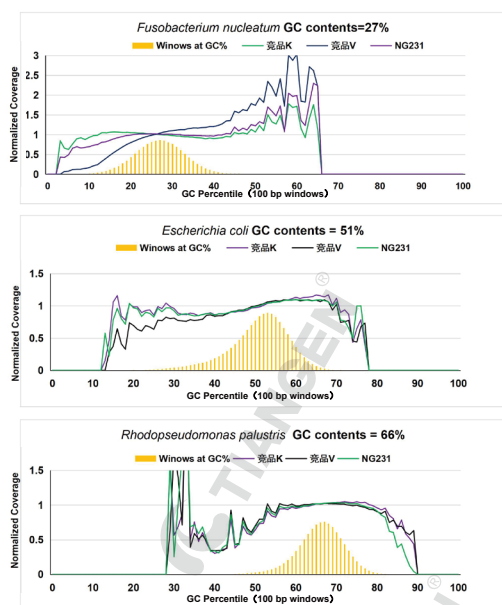 Fusobacterium nucleatum GC contents=27%
Winows at GC% 竞品K 竞品V NG231
Normalized Coverage
3
2.5
2
1.5
1
0.5
0
0 10 20 30 40 50 60 70 80 90 100
GC Percentile (100 bp windows)
Escherichia coli GC contents = 51%
Winows at GC% 竞品K 竞品V NG231
Normalized Coverage
1.5
1
0.5
0
0 10 20 30 40 50 60 70 80 90 100
GC Percentile (100 bp windows)
Rhodopseudomonas palustris GC contents = 66%
Winows at GC% 竞品K 竞品V NG231
Normalized Coverage
1.5
1
0.5
0
0 10 20 30 40 50 60 70 80 90 100
GC Percentile (100 bp windows)
TIANGEN®